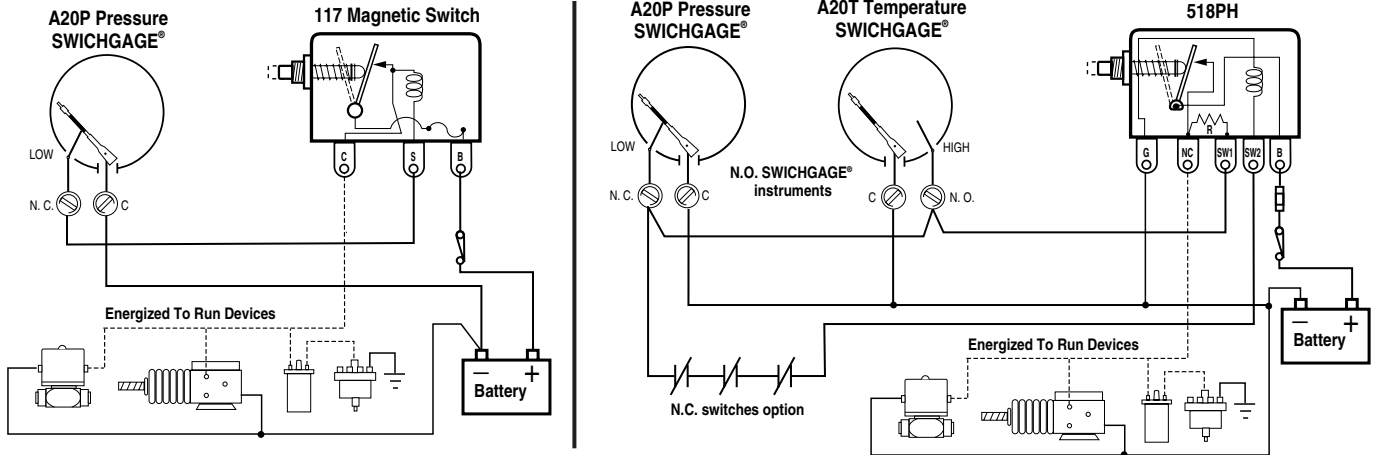 A20P Pressure
SWICHGAGE®
117 Magnetic Switch
LOW
N. C.
C
C
S
B
Energized To Run Devices
Battery
A20P Pressure
SWICHGAGE®
A20T Temperature
SWICHGAGE®
518PH
LOW
HIGH
N.O. SWICHGAGE®
instruments
N. C.
C
C
N. O.
R
G
NC
SW1
SW2
B
Energized To Run Devices
Battery
N.C. switches option